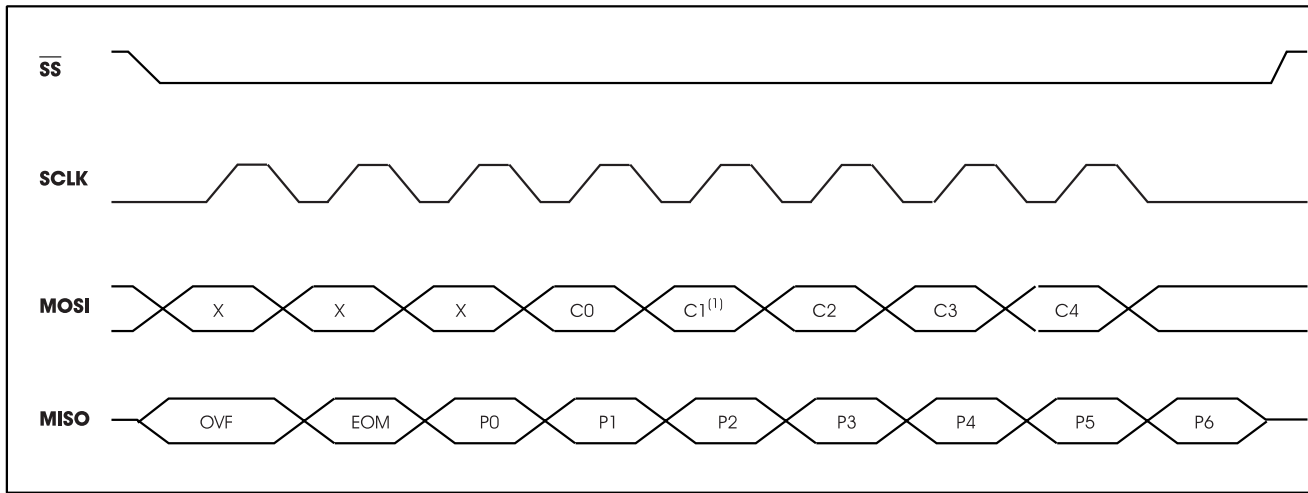 SS
SCLK
MOSI X X X C0 C1(1) C2 C3 C4
MISO OVF EOM P0 P1 P2 P3 P4 P5 P6